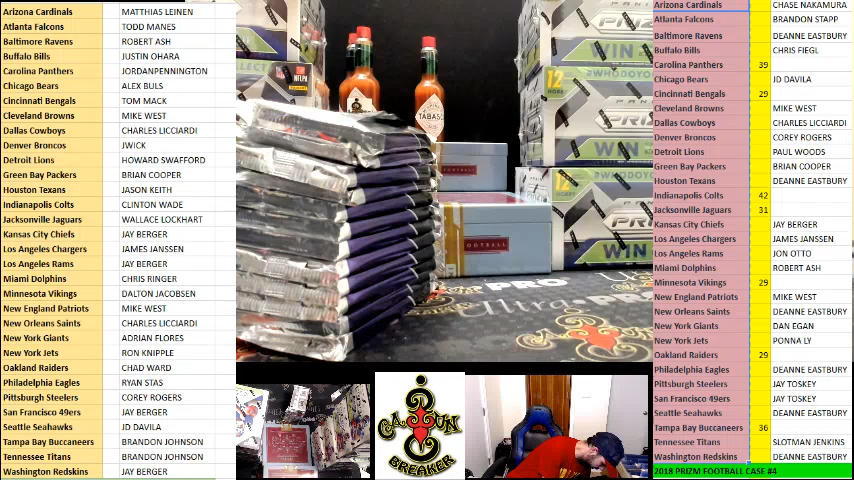 Arizona Cardinals MATTHIAS LEINEN
Atlanta Falcons TODD MANES
Baltimore Ravens ROBERT ASH
Buffalo Bills JUSTIN OHARA
Carolina Panthers JORDANPENNINGTON
Chicago Bears ALEX BULS
Cincinnati Bengals TOM MACK
Cleveland Browns MIKE WEST
Dallas Cowboys CHARLES LICCIARDI
Denver Broncos JWICK
Detroit Lions HOWARD SWAFFORD
Green Bay Packers BRIAN COOPER
Houston Texans JASON KEITH
Indianapolis Colts CLINTON WADE
Jacksonville Jaguars WALLACE LOCKHART
Kansas City Chiefs JAY BERGER
Los Angeles Chargers JAMES JANSSEN
Los Angeles Rams JAY BERGER
Miami Dolphins CHRIS RINGER
Minnesota Vikings DALTON JACOBSEN
New England Patriots MIKE WEST
New Orleans Saints CHARLES LICCIARDI
New York Giants ADRIAN FLORES
New York Jets RON KNIPPLE
Oakland Raiders CHAD WARD
Philadelphia Eagles RYAN STAS
Pittsburgh Steelers COREY ROGERS
San Francisco 49ers JAY BERGER
Seattle Seahawks JD DAVILA
Tampa Bay Buccaneers BRANDON JOHNSON
Tennessee Titans BRANDON JOHNSON
Washington Redskins JAY BERGER
TABASCO
FOOTBALL
FOOTBALL
PRO
Ultra PRO
12
#WHODOYOU
WIN
WIN
12
WIN
CAJUN
BREAKER
Arizona Cardinals CHASE NAKAMURA
Atlanta Falcons BRANDON STAPP
Baltimore Ravens DEANNE EASTBURY
Buffalo Bills CHRIS FIEGL
Carolina Panthers 39
Chicago Bears JD DAVILA
Cincinnati Bengals 29
Cleveland Browns MIKE WEST
Dallas Cowboys CHARLES LICCIARDI
Denver Broncos COREY ROGERS
Detroit Lions PAUL WOODS
Green Bay Packers BRIAN COOPER
Houston Texans DEANNE EASTBURY
Indianapolis Colts 42
Jacksonville Jaguars 31
Kansas City Chiefs JAY BERGER
Los Angeles Chargers JAMES JANSSEN
Los Angeles Rams JON OTTO
Miami Dolphins ROBERT ASH
Minnesota Vikings 29
New England Patriots MIKE WEST
New Orleans Saints DEANNE EASTBURY
New York Giants DAN EGAN
New York Jets PONNA LY
Oakland Raiders 29
Philadelphia Eagles DEANNE EASTBURY
Pittsburgh Steelers JAY TOSKEY
San Francisco 49ers JAY TOSKEY
Seattle Seahawks DEANNE EASTBURY
Tampa Bay Buccaneers 36
Tennessee Titans SLOTMAN JENKINS
Washington Redskins DEANNE EASTBURY
2018 PRIZM FOOTBALL CASE #4